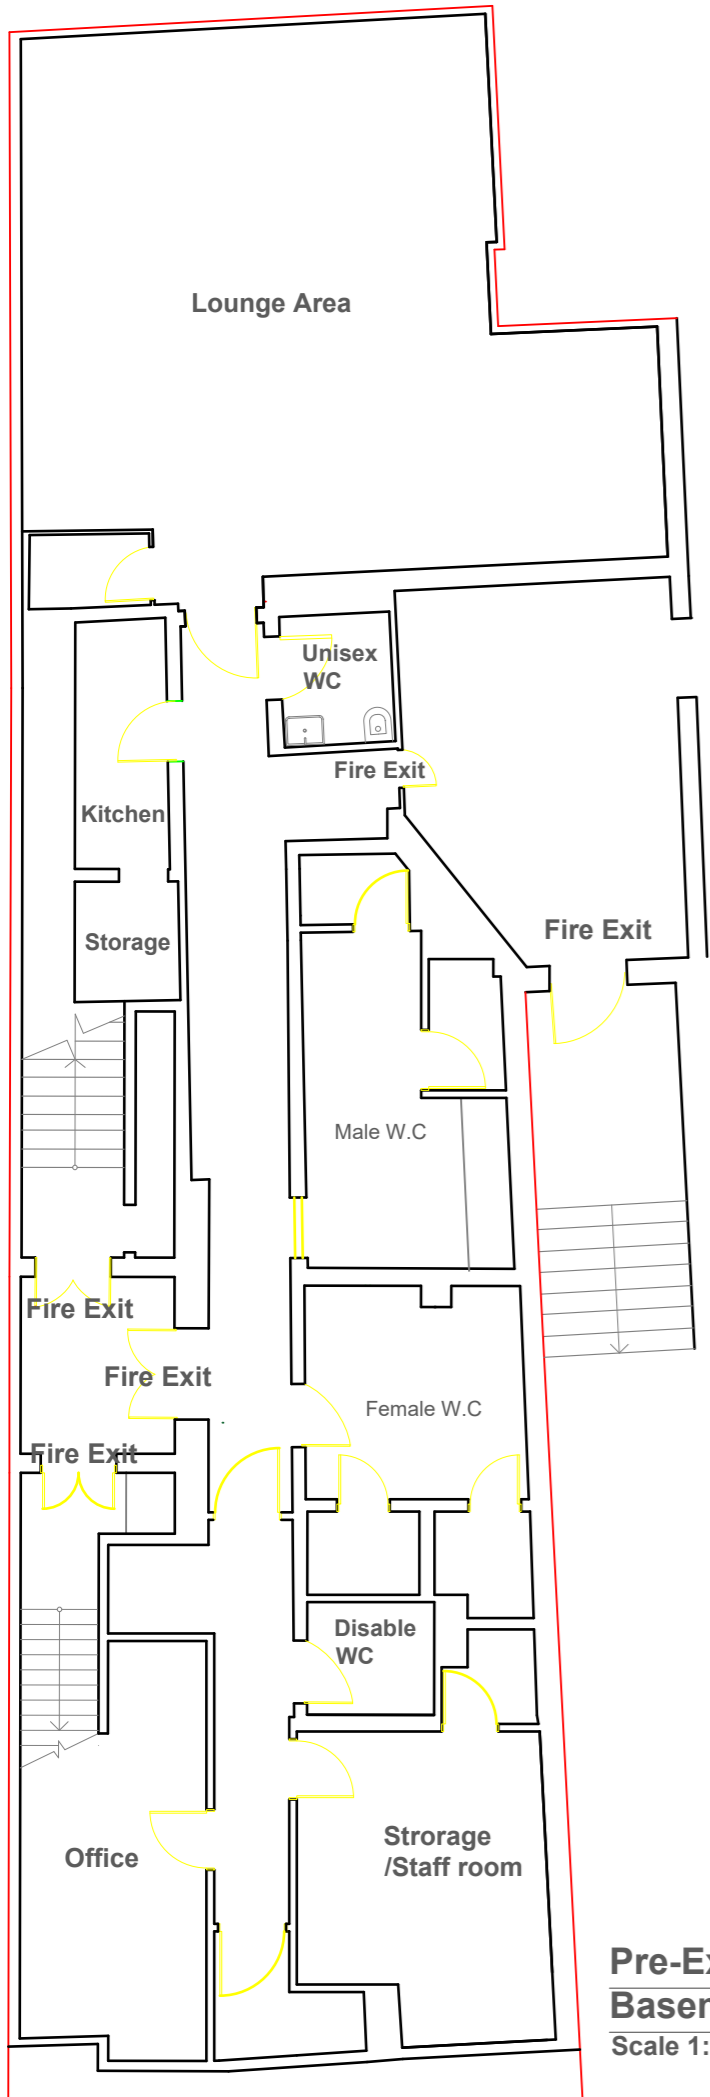 Lounge Area
Unisex
WC
Fire Exit
Kitchen
Storage
Fire Exit
Male W.C
Fire Exit
Fire Exit
Female W.C
Fire Exit
Disable
WC
Office
Strorage
/Staff room
Pre-Ex
Basen
Scale 1: